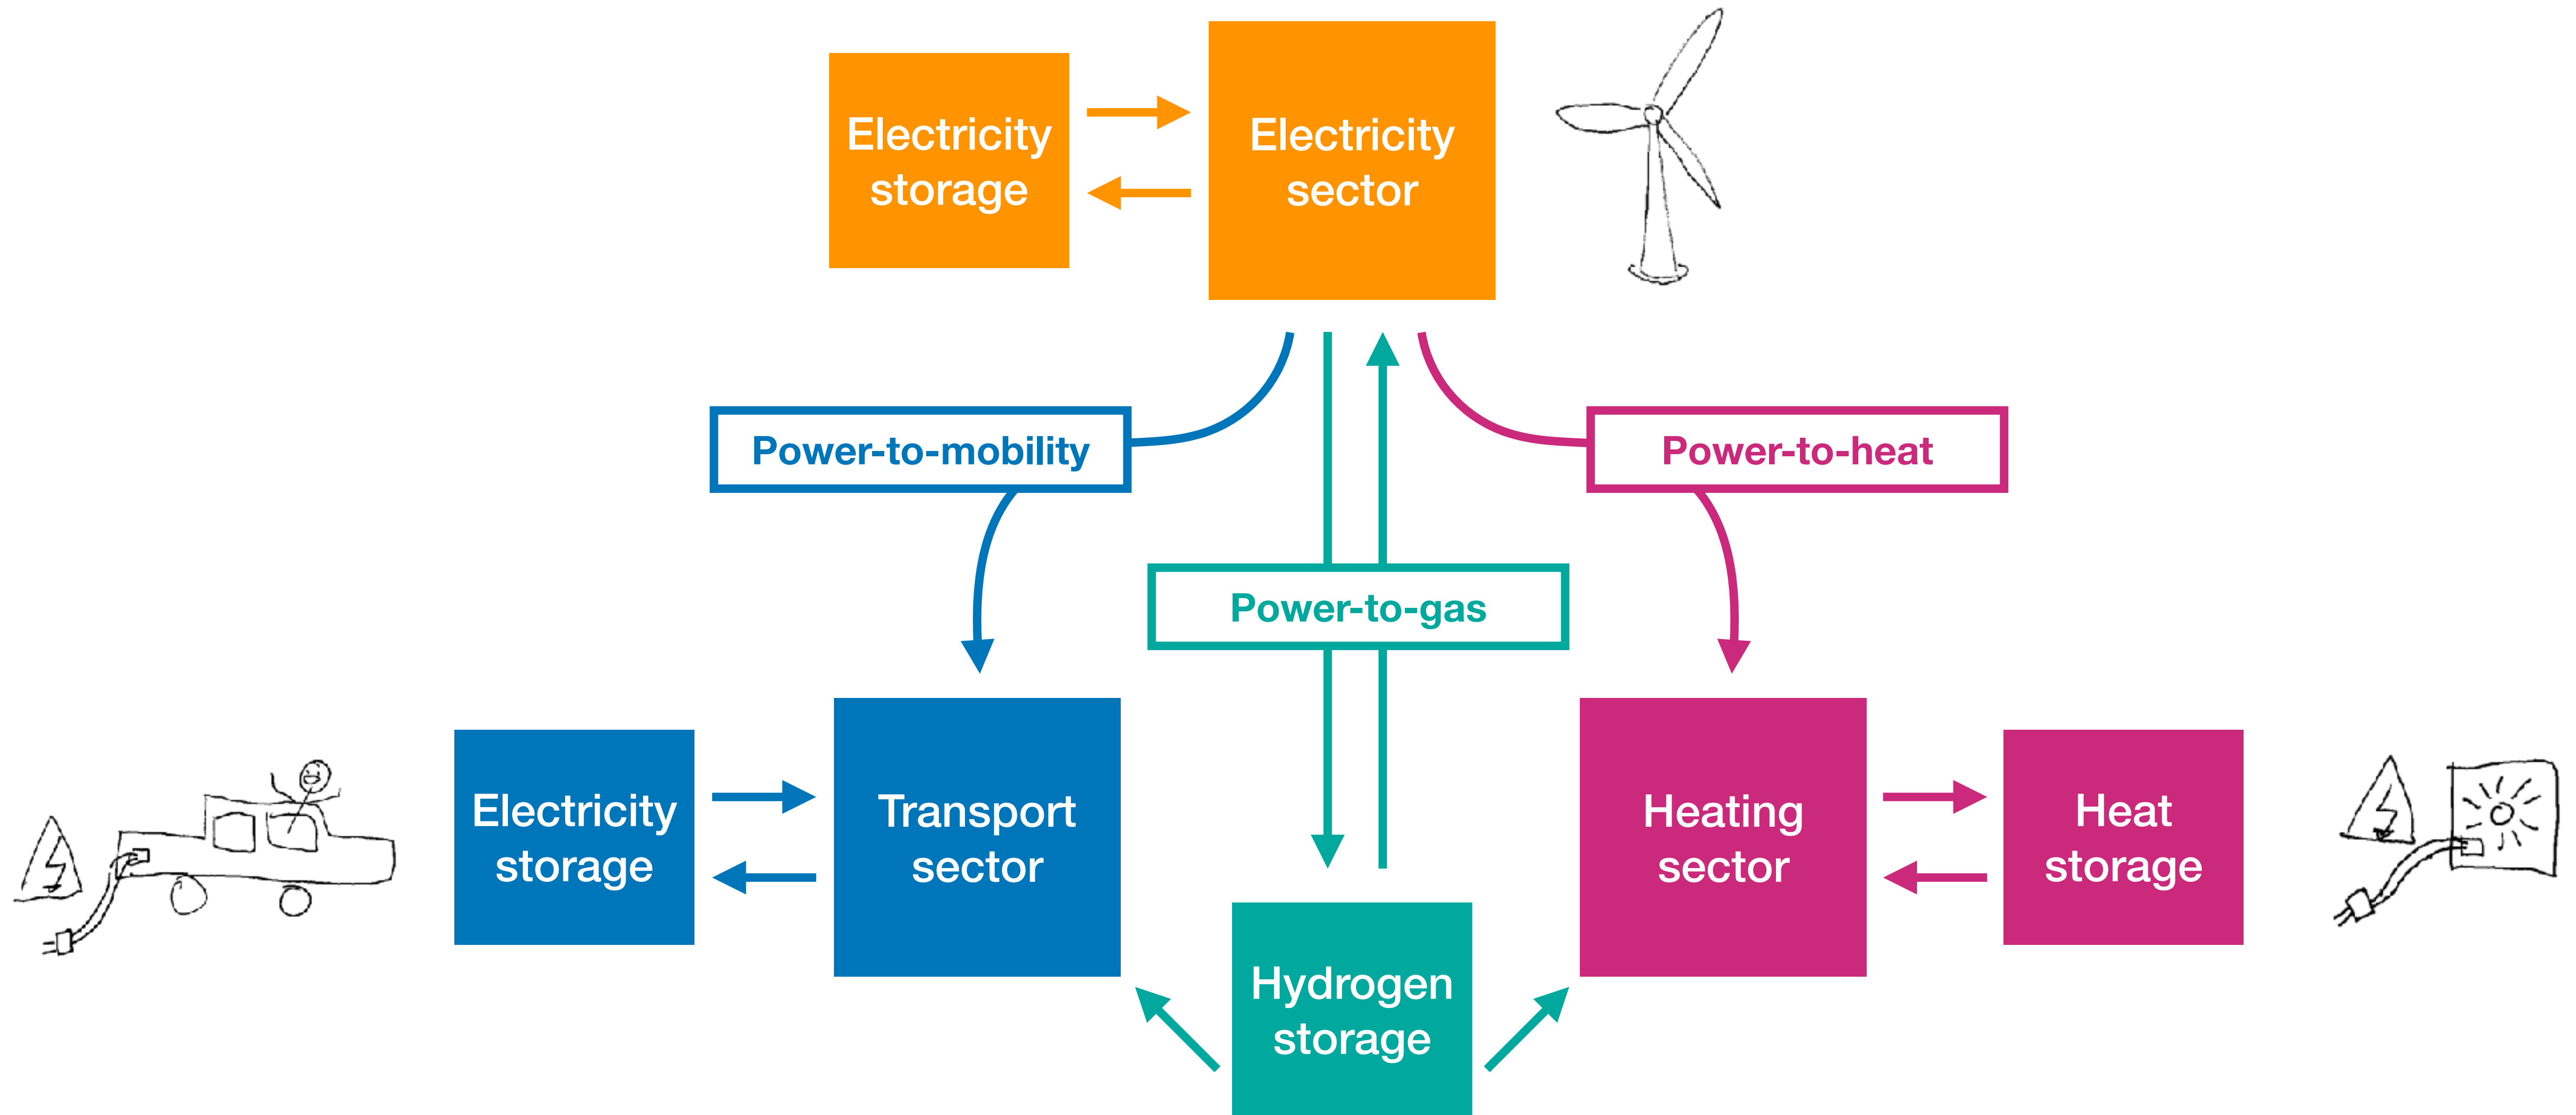 Electricity
storage
Electricity
sector
Power-to-mobility
Power-to-heat
Power-to-gas
Electricity
storage
Transport
sector
Heating
sector
Heat
storage
Hydrogen
storage